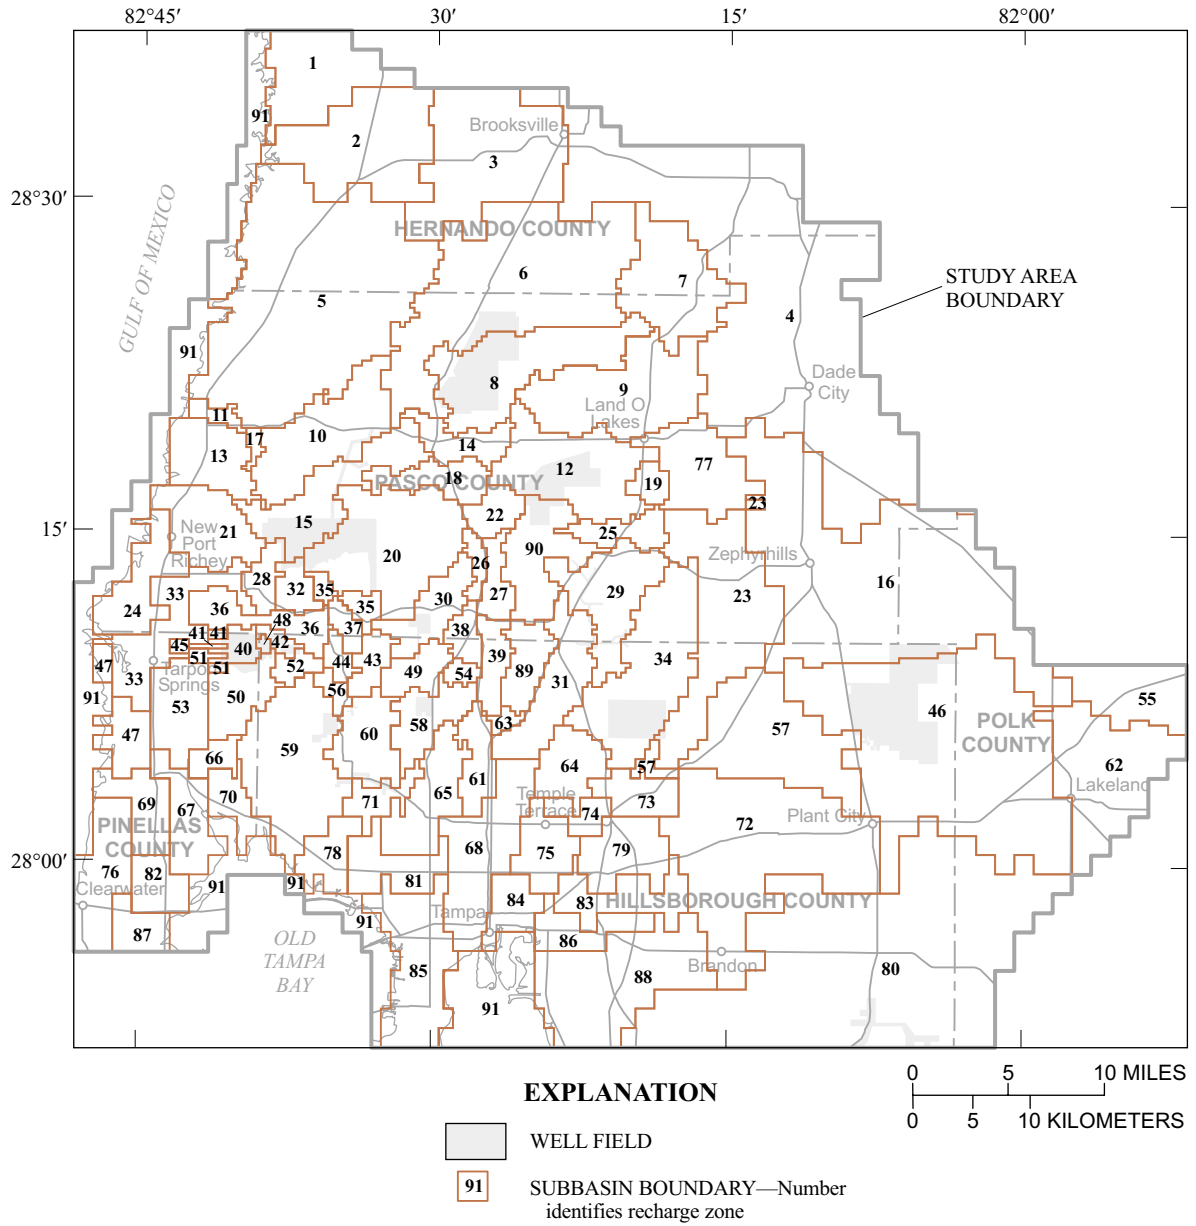 82°45′ 30′ 15′ 82°00′
1
91
Brooksville
2
3
28°30′
HERNANDO COUNTY
GULF OF MEXICO
6
7
STUDY AREA
BOUNDARY
5
4
91
8
9
Dade
City
Land O
Lakes
11
17
10
14
13
12
77
PASCO COUNTY
18
19
23
15′
New
Port
Richey
21
15
22
25
90
20
26
Zephyrhills
16
28
32
35
33
36
24
35
30
27
29
23
48
41
41
36
37
38
45
40
42
51
51
47
33
Tarpon
Springs
52
44
43
49
54
39
89
34
31
91
53
50
56
58
63
46
55
POLK
COUNTY
47
59
60
57
66
64
57
62
61
65
Lakeland
69
67
70
71
Temple
Terrace
74
73
72
Plant City
PINELLAS
COUNTY
28°00′
78
68
75
79
76
82
91
91
81
Clearwater
HILLSBOROUGH COUNTY
84
83
Tampa
91
87
OLD
TAMPA
BAY
86
Brandon
85
88
80
91
EXPLANATION
0 5 10 MILES
0 5 10 KILOMETERS
WELL FIELD
91
SUBBASIN BOUNDARY—Number
identifies recharge zone